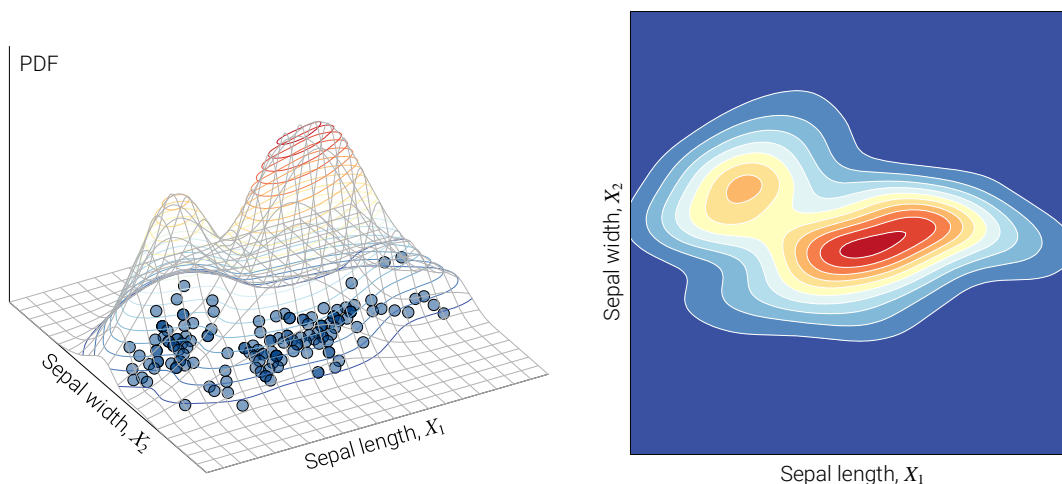 PDF
Sepal width, X2
Sepal length, X1
Sepal width, X2
Sepal length, X1